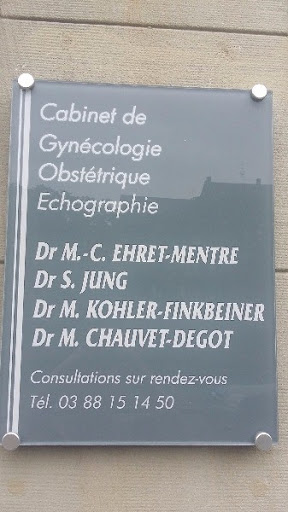 Cabinet de
Gynécologie
Obstétrique
Echographie
Dr M.-C. EHRET-MENTRE
Dr S. JUNG
Dr M. KOHLER-FINKBEINER
Dr M. CHAUVET-DEGOT
Consultations sur rendez-vous
Tél. 03 88 15 14 50